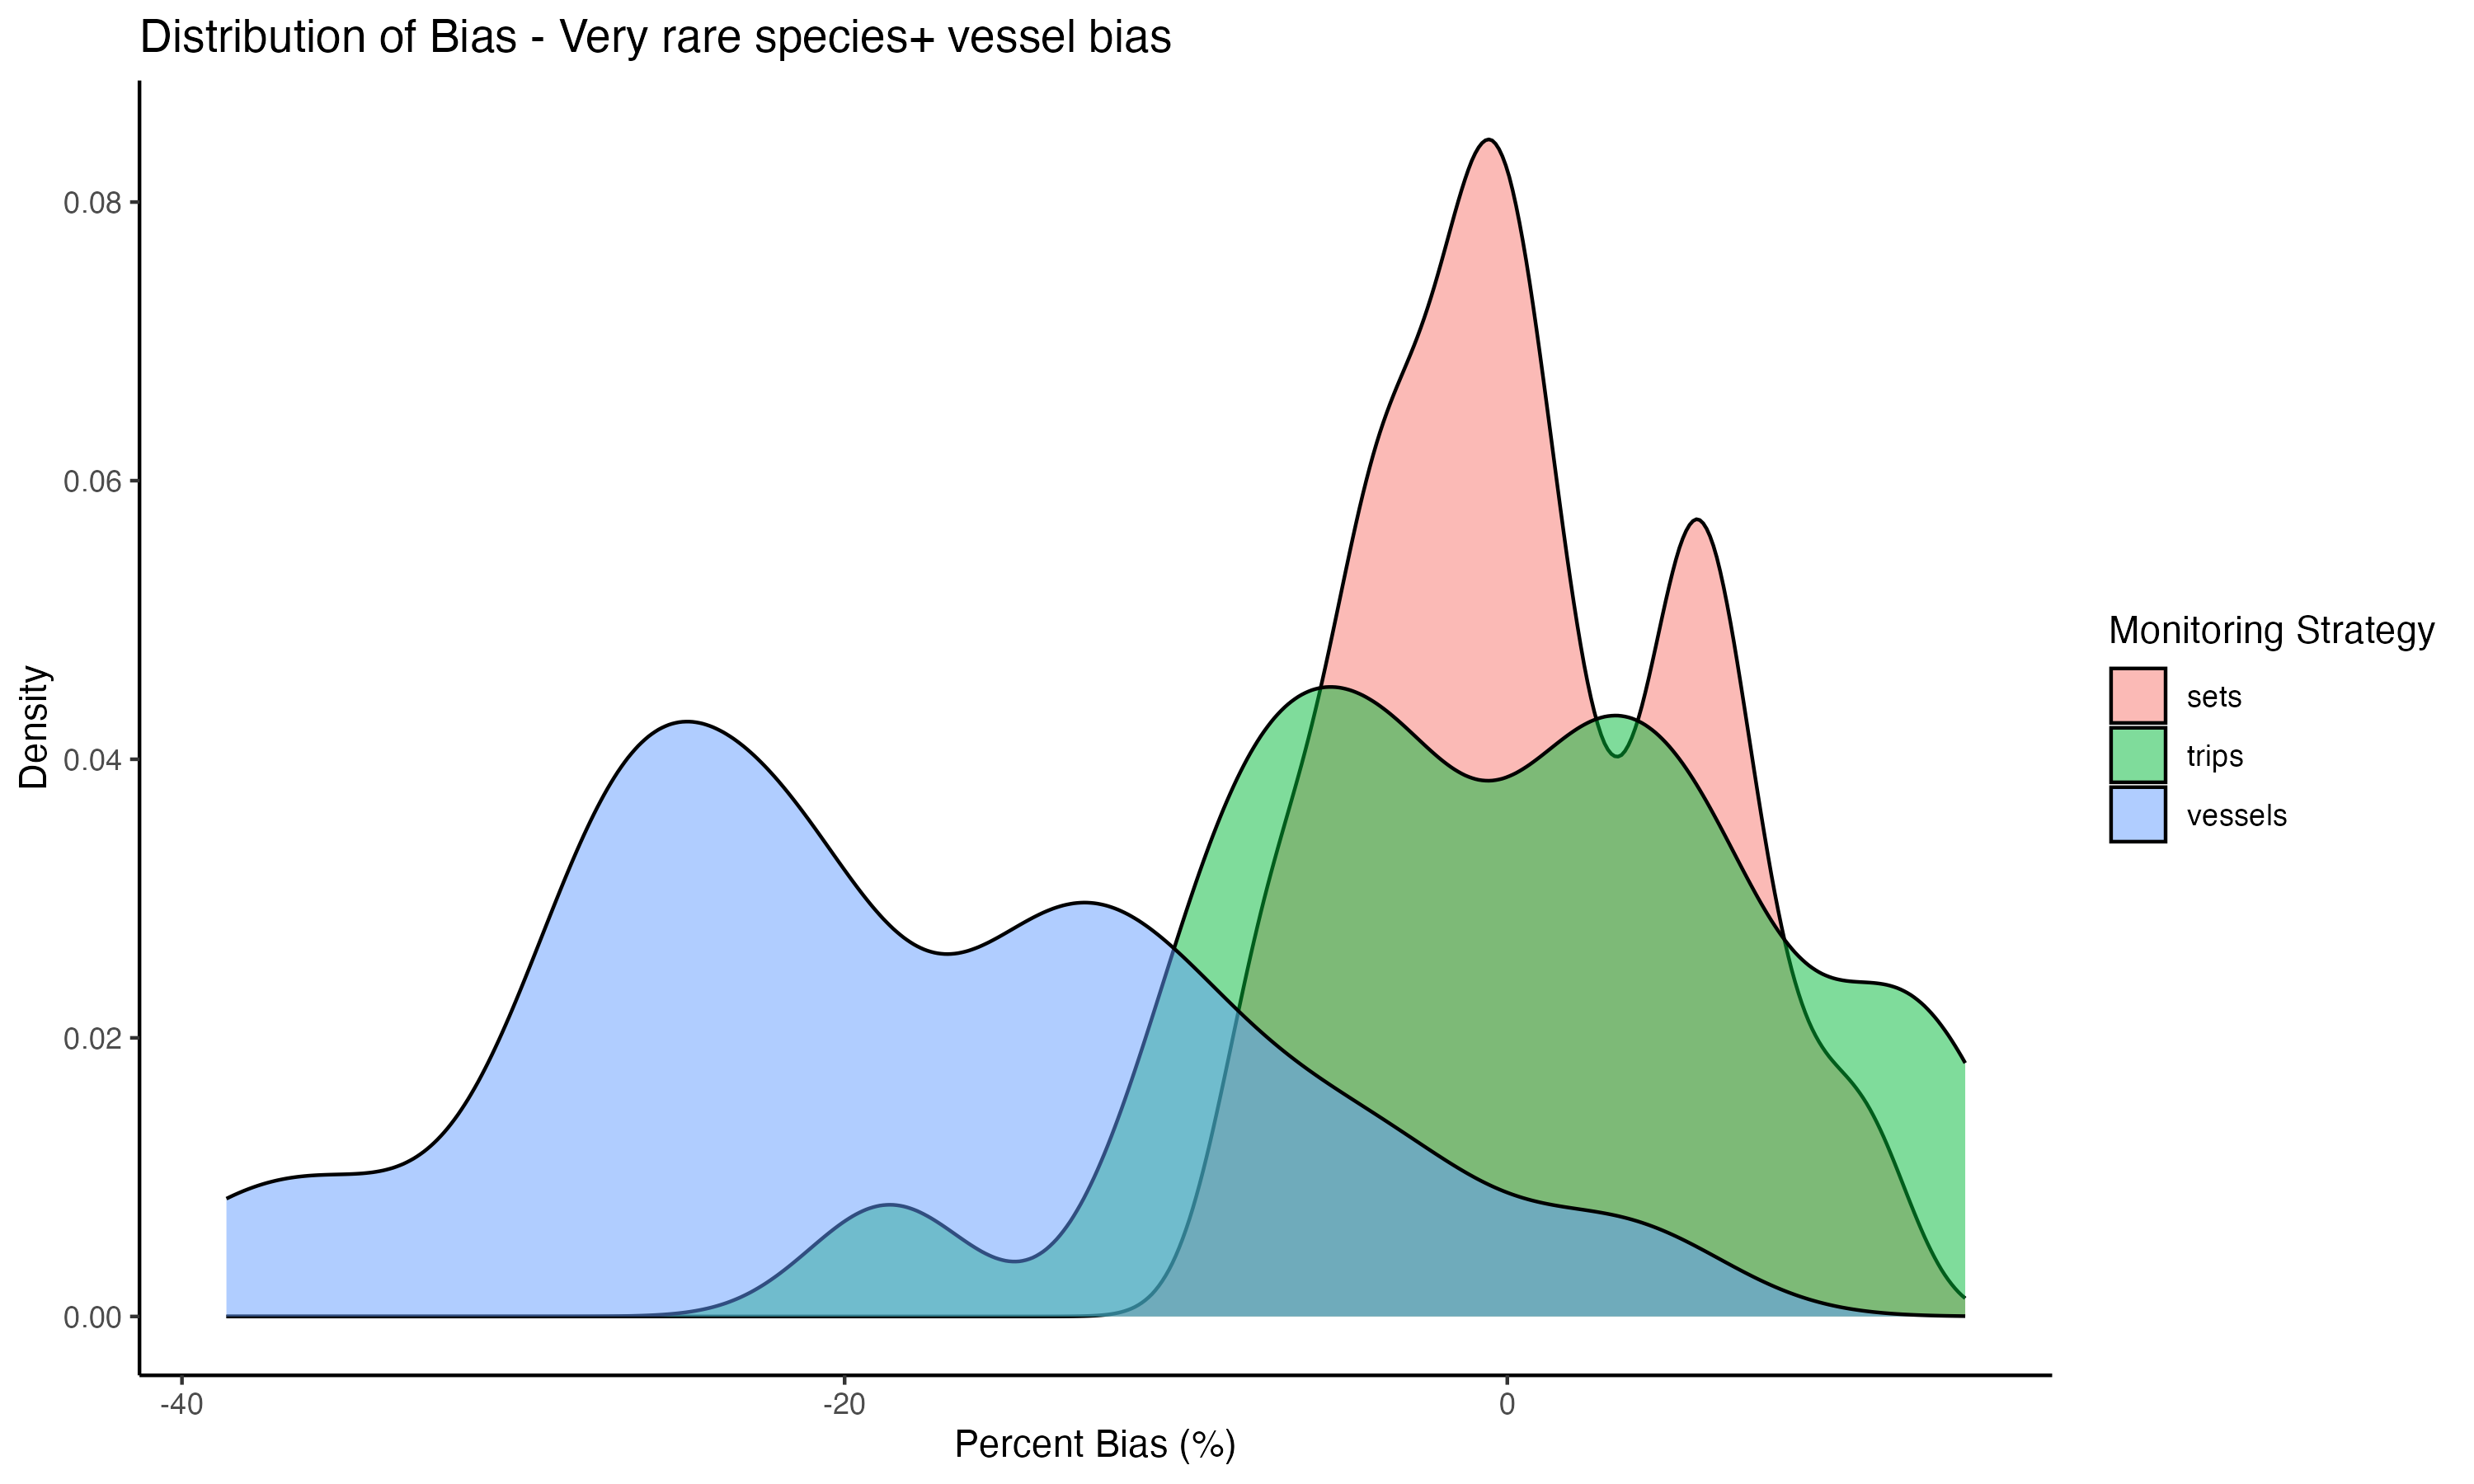 Distribution of Bias - Very rare species+ vessel bias
0.08
0.06
0.04
0.02
0.00
Density
-40
-20
0
Percent Bias (%)
Monitoring Strategy
sets
trips
vessels